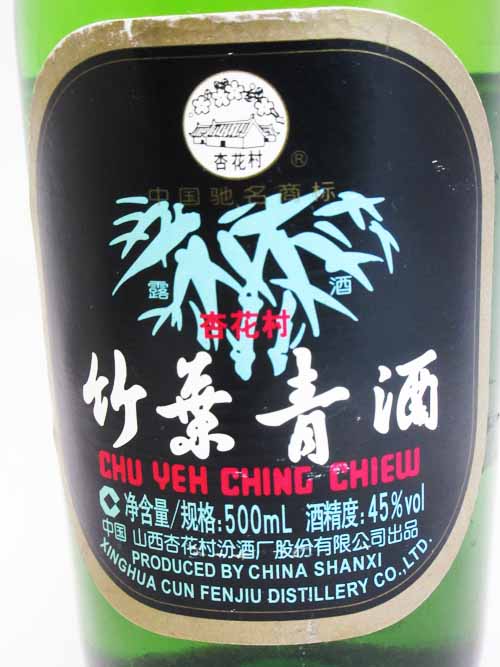 杏花村
®
中国驰名商标
露 酒
杏花村
竹葉青酒
CHU YEH CHING CHIEW
净含量/规格:500mL 酒精度:45%vol
中国 山西杏花村汾酒厂股份有限公司出品
PRODUCED BY CHINA SHANXI
XINGHUA CUN FENJIU DISTILLERY CO.,LTD.